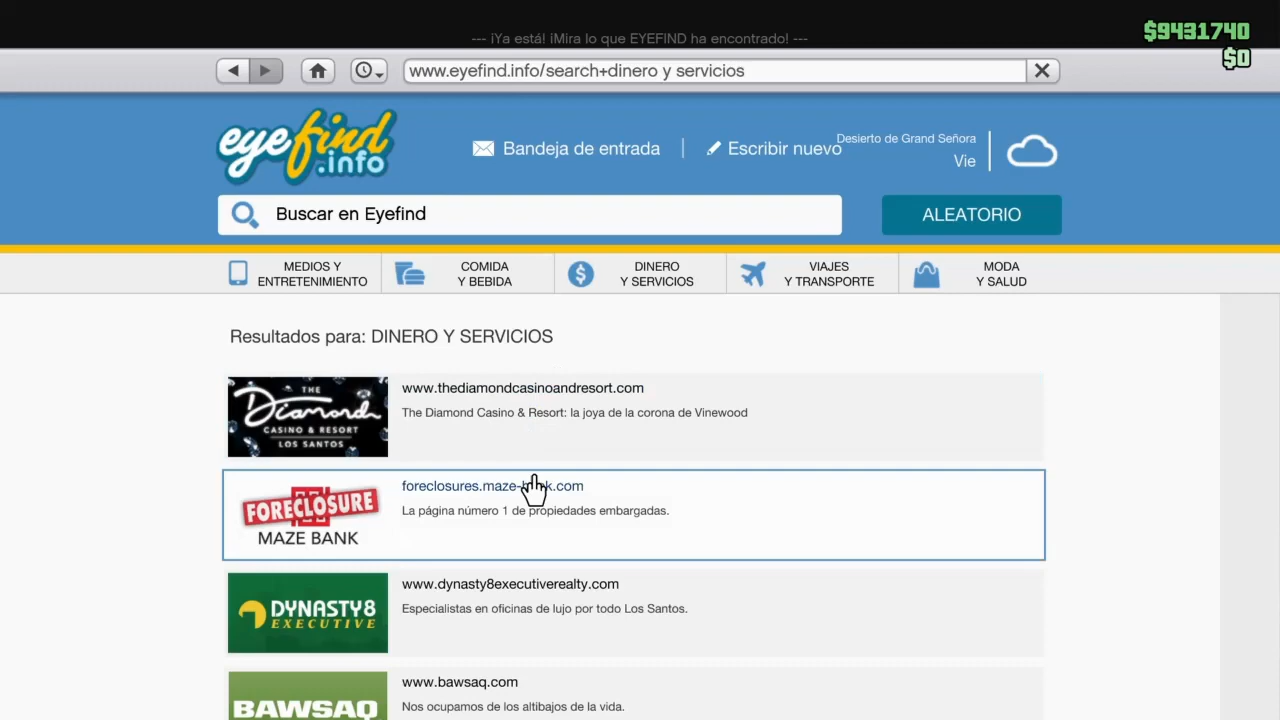 --- ¡Ya está! ¡Mira lo que EYEFIND ha encontrado! ---
$9431740
$0
www.eyefind.info/search+dinero y servicios
eyefind
.info
Bandeja de entrada
Escribir nuevo
Desierto de Grand Señora
Vie
Buscar en Eyefind
ALEATORIO
MEDIOS Y
ENTRETENIMIENTO
COMIDA
Y BEBIDA
DINERO
Y SERVICIOS
VIAJES
Y TRANSPORTE
MODA
Y SALUD
Resultados para: DINERO Y SERVICIOS
THE
Diamond
CASINO & RESORT
LOS SANTOS
www.thediamondcasinoandresort.com
The Diamond Casino & Resort: la joya de la corona de Vinewood
FORECLOSURE
MAZE BANK
foreclosures.maze-bank.com
La página número 1 de propiedades embargadas.
DYNASTY8
EXECUTIVE
www.dynasty8executiverealty.com
Especialistas en oficinas de lujo por todo Los Santos.
BAWSAQ
www.bawsaq.com
Nos ocupamos de los altibajos de la vida.